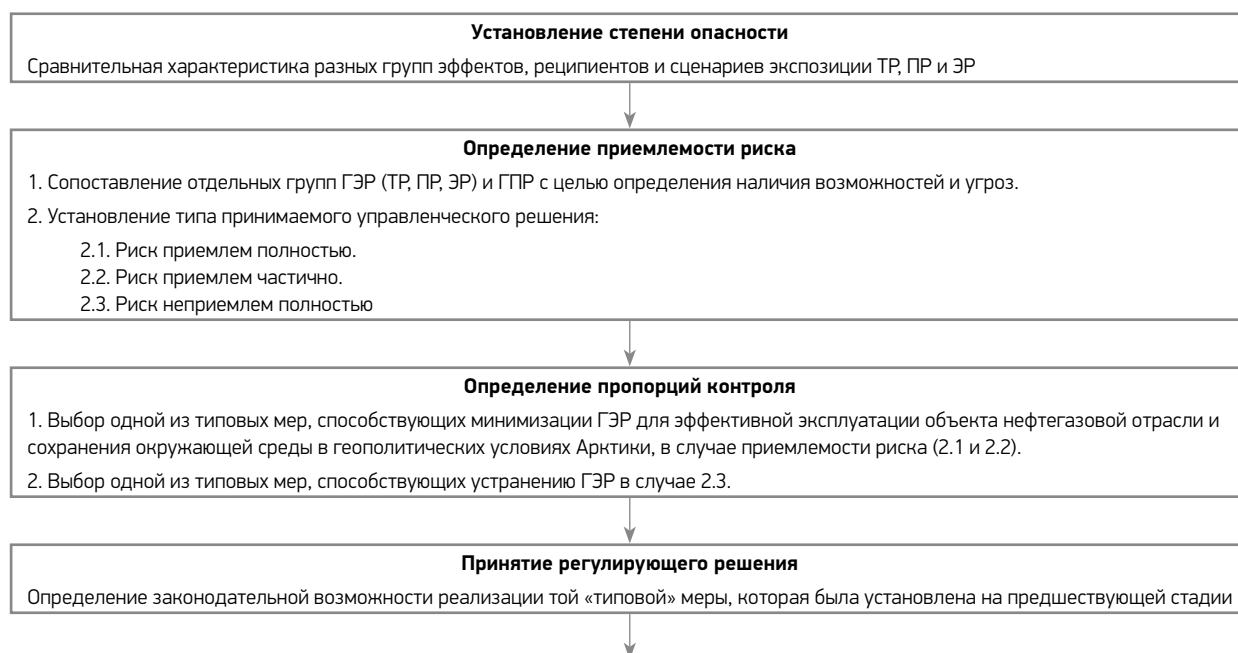 Установление степени опасности
Сравнительная характеристика разных групп эффектов, реципиентов и сценариев экспозиции ТР, ПР и ЭР
Определение приемлемости риска
1. Сопоставление отдельных групп ГЭР (ТР, ПР, ЭР) и ГПР с целью определения наличия возможностей и угроз.
2. Установление типа принимаемого управленческого решения:
2.1. Риск приемлем полностью.
2.2. Риск приемлем частично.
2.3. Риск неприемлем полностью
Определение пропорций контроля
1. Выбор одной из типовых мер, способствующих минимизации ГЭР для эффективной эксплуатации объекта нефтегазовой отрасли и
сохранения окружающей среды в геополитических условиях Арктики, в случае приемлемости риска (2.1 и 2.2).
2. Выбор одной из типовых мер, способствующих устранению ГЭР в случае 2.3.
Принятие регулирующего решения
Определение законодательной возможности реализации той «типовой» меры, которая была установлена на предшествующей стадии